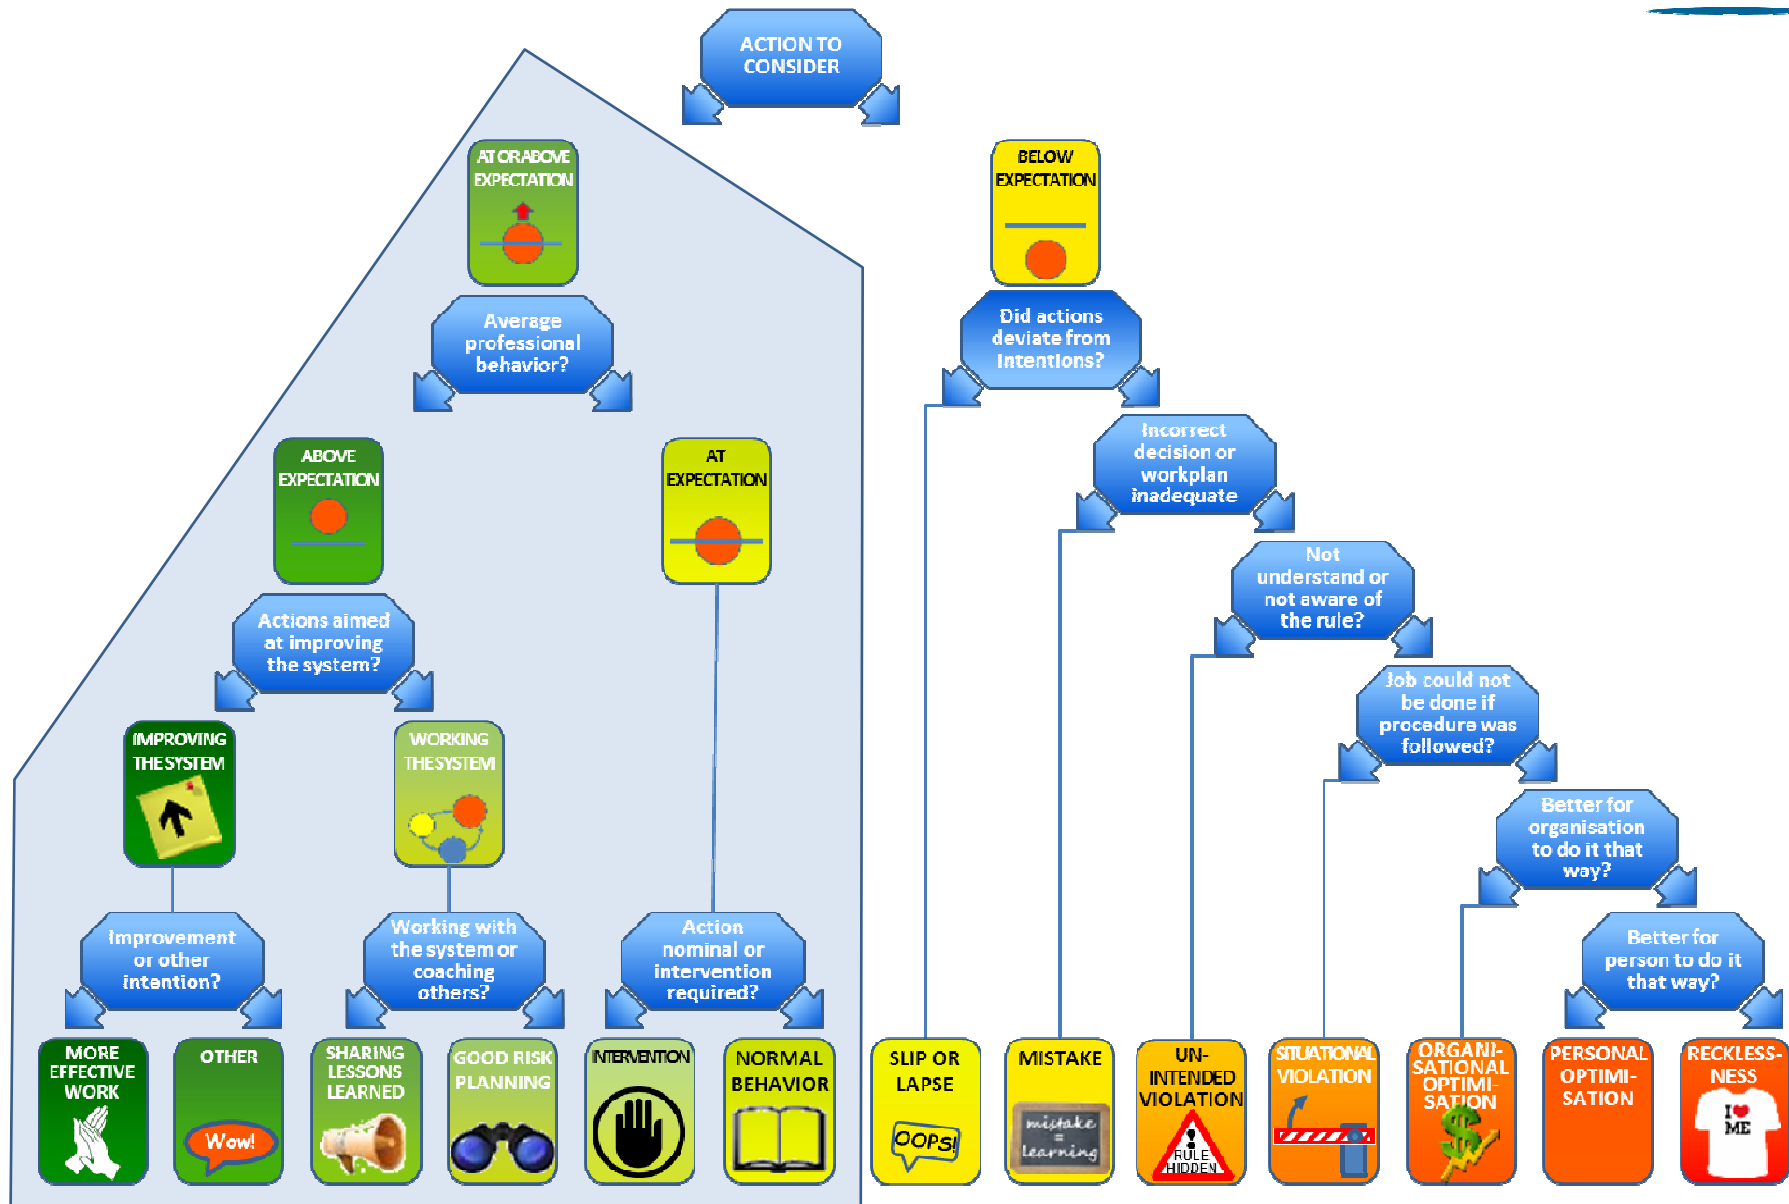 ACTION TO
CONSIDER
AT OR ABOVE
EXPECTATION
BELOW
EXPECTATION
Average
professional
behavior?
Did actions
deviate from
intentions?
Incorrect
decision or
workplan
inadequate
ABOVE
EXPECTATION
AT
EXPECTATION
Not
understand or
not aware of
the rule?
Actions aimed
at improving
the system?
Job could not
be done if
procedure was
followed?
IMPROVING
THE SYSTEM
WORKING
THE SYSTEM
Better for
organisation
to do it that
way?
Improvement
or other
intention?
Working with
the system or
coaching
others?
Action
nominal or
intervention
required?
Better for
person to do it
that way?
MORE
EFFECTIVE
WORK
OTHER
Wow!
SHARING
LESSONS
LEARNED
GOOD RISK
PLANNING
INTERVENTION
NORMAL
BEHAVIOR
SLIP OR
LAPSE
OOPS!
MISTAKE
mistake
=
learning
UN-
INTENDED
VIOLATION
!
RULE
HIDDEN
SITUATIONAL
VIOLATION
ORGANI-
SATIONAL
OPTIMI-
SATION
$
PERSONAL
OPTIMI-
SATION
RECKLESS-
NESS
I ❤
ME